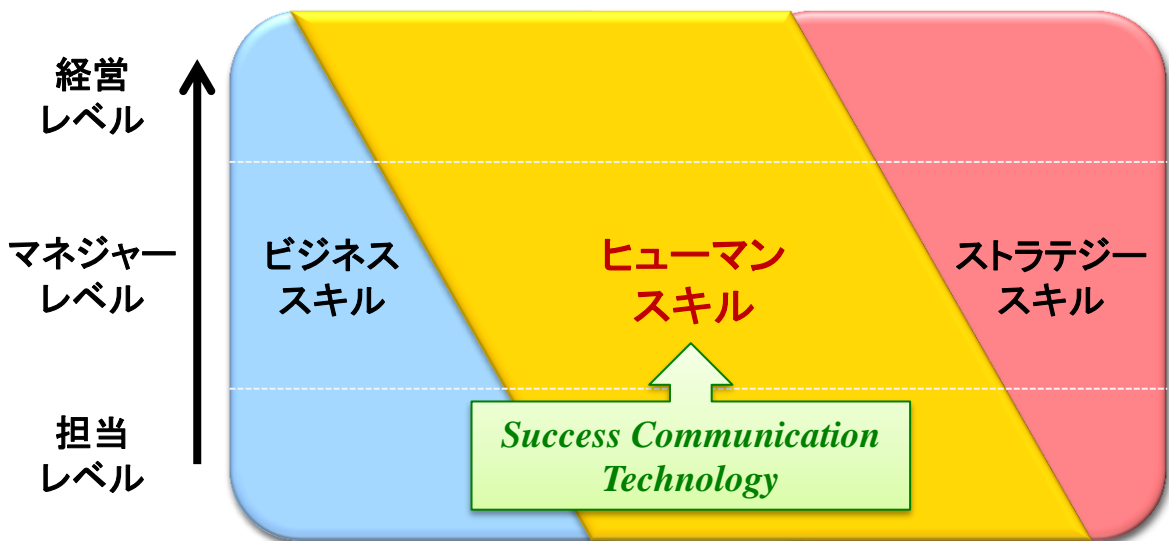 経営
レベル
マネジャー
レベル
担当
レベル
ビジネス
スキル
ヒューマン
スキル
ストラテジー
スキル
Success Communication
Technology